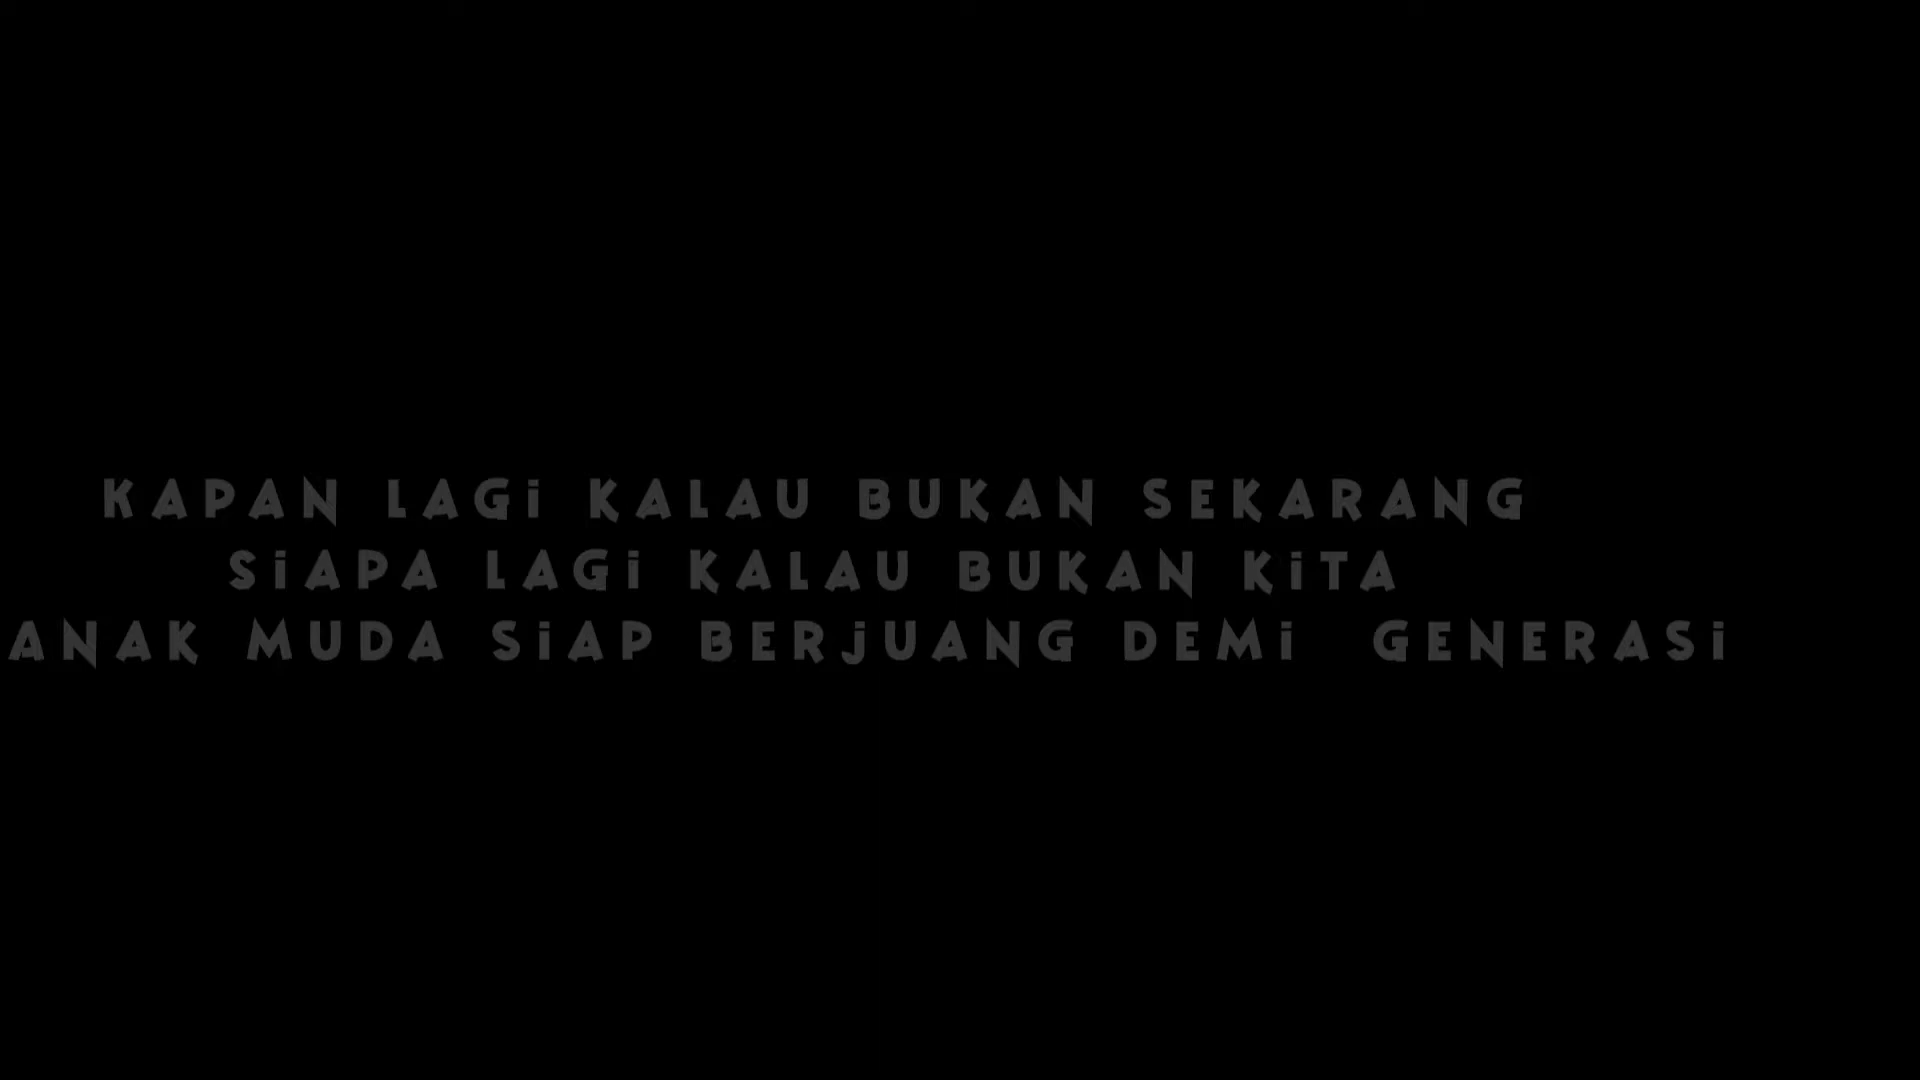 KAPAN LAGi KALAU BUKAN SEKARANG
SiAPA LAGi KALAU BUKAN KiTA
ANAK MUDA SiAP BERjUANG DEMi GENERASi